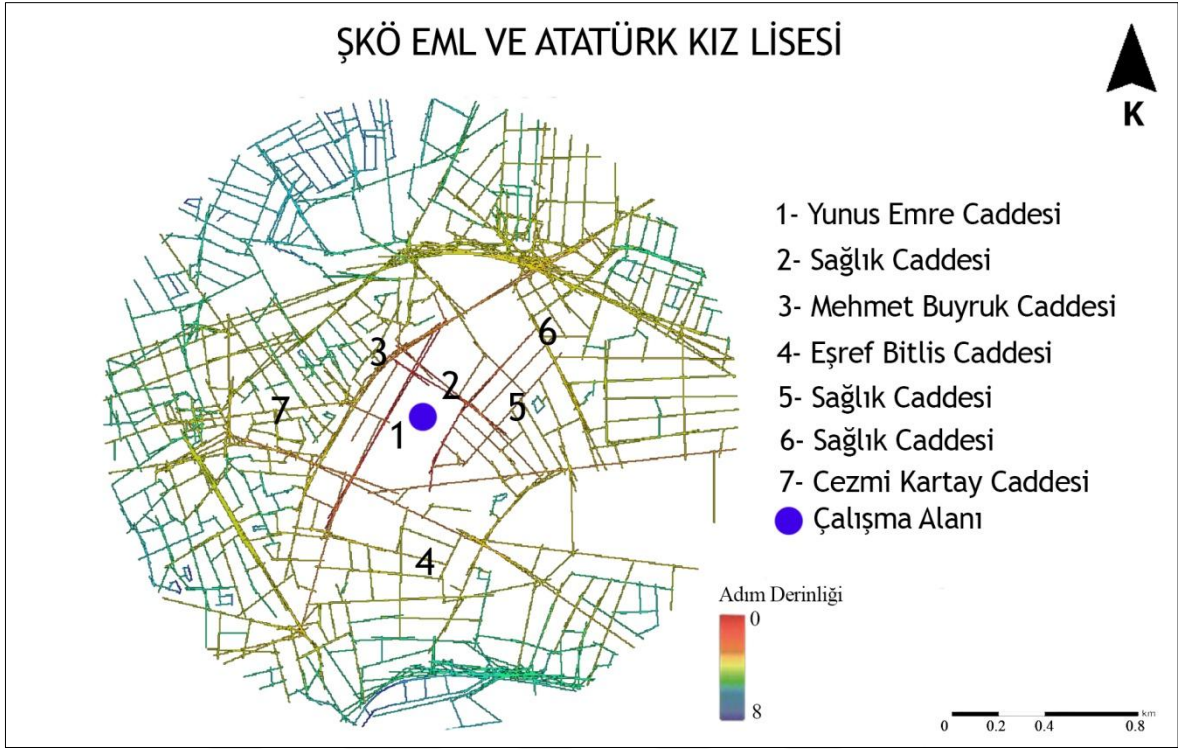 ŞKÖ EML VE ATATÜRK KIZ LİSESİ
K
1- Yunus Emre Caddesi
2- Sağlık Caddesi
3- Mehmet Buyruk Caddesi
4- Eşref Bitlis Caddesi
5- Sağlık Caddesi
6- Sağlık Caddesi
7- Cezmi Kartay Caddesi
Çalışma Alanı
6
3
2
7
5
1
4
Adım Derinliği
0
8
km
0 0.2 0.4 0.8